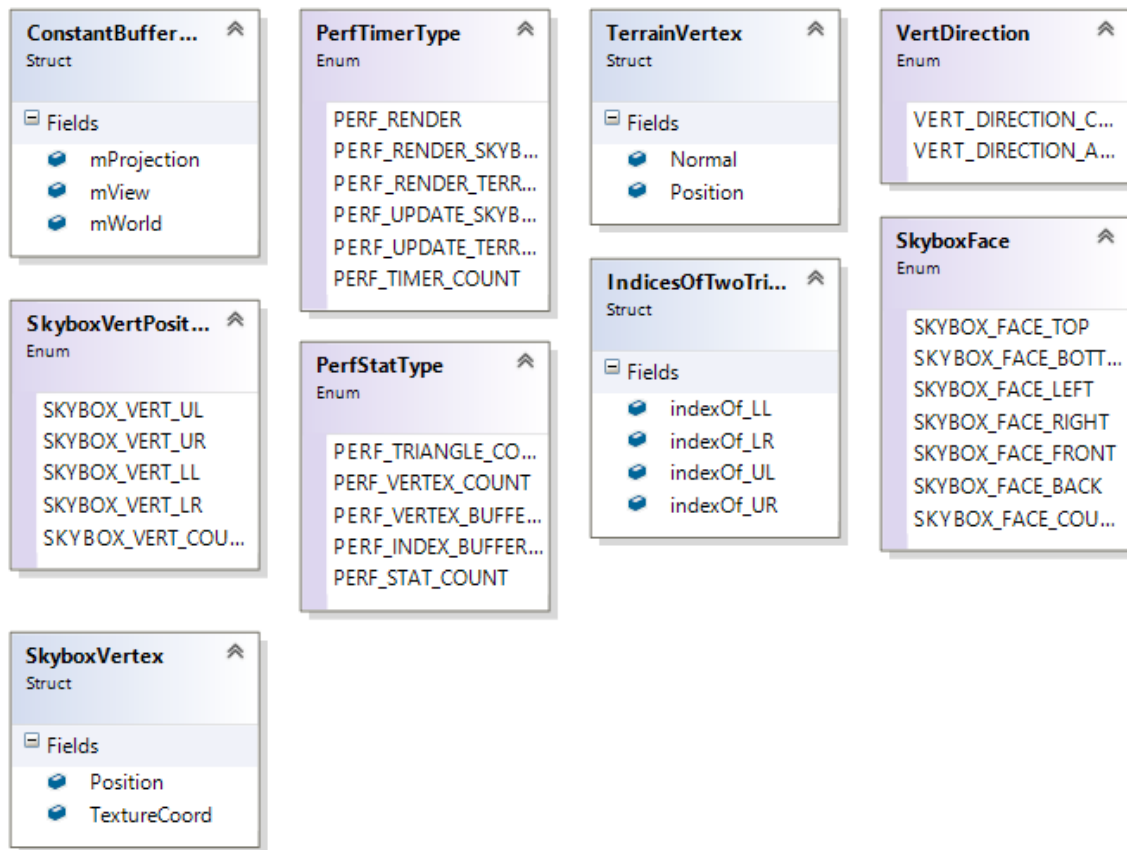 ConstantBuffer...
Struct
Fields
mProjection
mView
mWorld
SkyboxVertPosit...
Enum
SKYBOX_VERT_UL
SKYBOX_VERT_UR
SKYBOX_VERT_LL
SKYBOX_VERT_LR
SKYBOX_VERT_COU...
SkyboxVertex
Struct
Fields
Position
TextureCoord
PerfTimerType
Enum
PERF_RENDER
PERF_RENDER_SKYB...
PERF_RENDER_TERR...
PERF_UPDATE_SKYB...
PERF_UPDATE_TERR...
PERF_TIMER_COUNT
PerfStatType
Enum
PERF_TRIANGLE_CO...
PERF_VERTEX_COUNT
PERF_VERTEX_BUFFE...
PERF_INDEX_BUFFER...
PERF_STAT_COUNT
TerrainVertex
Struct
Fields
Normal
Position
IndicesOfTwoTri...
Struct
Fields
indexOf_LL
indexOf_LR
indexOf_UL
indexOf_UR
VertDirection
Enum
VERT_DIRECTION_C...
VERT_DIRECTION_A...
SkyboxFace
Enum
SKYBOX_FACE_TOP
SKYBOX_FACE_BOTT...
SKYBOX_FACE_LEFT
SKYBOX_FACE_RIGHT
SKYBOX_FACE_FRONT
SKYBOX_FACE_BACK
SKYBOX_FACE_COU...